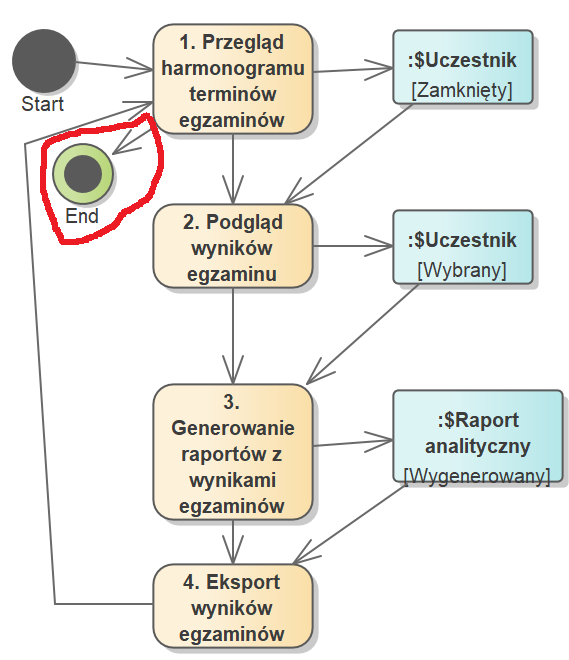 Start
1. Przegląd
harmonogramu
terminów
egzaminów
:$Uczestnik
[Zamknięty]
End
2. Podgląd
wyników
egzaminu
:$Uczestnik
[Wybrany]
3.
Generowanie
raportów z
wynikami
egzaminów
:$Raport
analityczny
[Wygenerowany]
4. Eksport
wyników
egzaminów